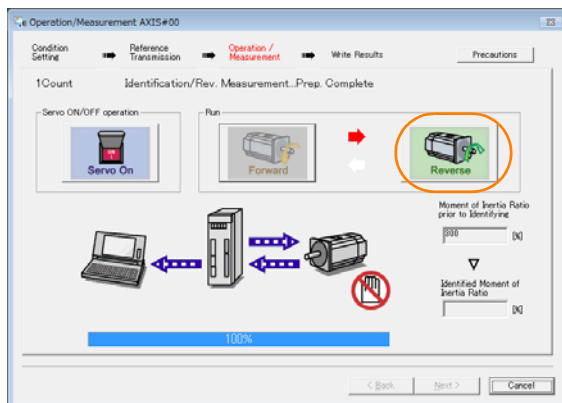 Operation/Measurement AXIS#00
Condition Setting
Reference Transmission
Operation / Measurement
Write Results
Precautions
1Count Identification/Rev. Measurement...Prep. Complete
Servo ON/OFF operation
Run
Servo On
Forward
Reverse
Moment of Inertia Ratio
prior to Identifying
300 [%]
Identified Moment of
Inertia Ratio
[%]
100%
< Back
Next >
Cancel